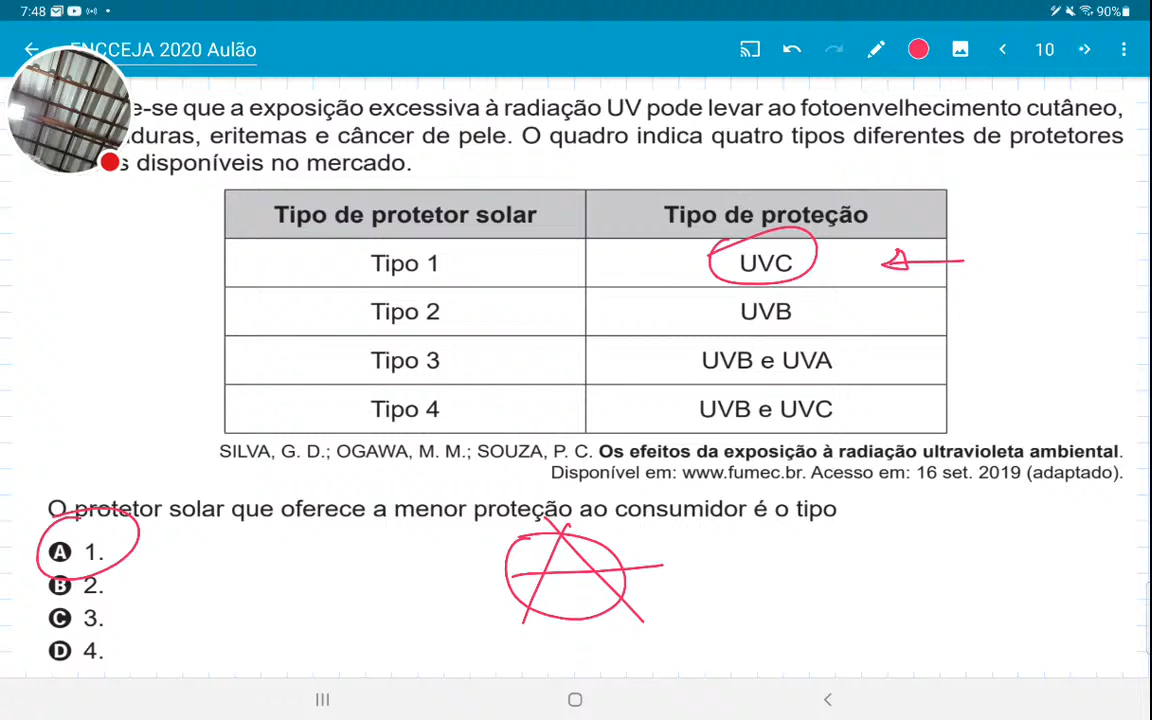 7:48
90%
ENCCEJA 2020 Aulão
10
e-se que a exposição excessiva à radiação UV pode levar ao fotoenvelhecimento cutâneo,
duras, eritemas e câncer de pele. O quadro indica quatro tipos diferentes de protetores
s disponíveis no mercado.
Tipo de protetor solar Tipo de proteção
Tipo 1 UVC
Tipo 2 UVB
Tipo 3 UVB e UVA
Tipo 4 UVB e UVC
SILVA, G. D.; OGAWA, M. M.; SOUZA, P. C. Os efeitos da exposição à radiação ultravioleta ambiental.
Disponível em: www.fumec.br. Acesso em: 16 set. 2019 (adaptado).
O protetor solar que oferece a menor proteção ao consumidor é o tipo
A 1.
B 2.
C 3.
D 4.
A